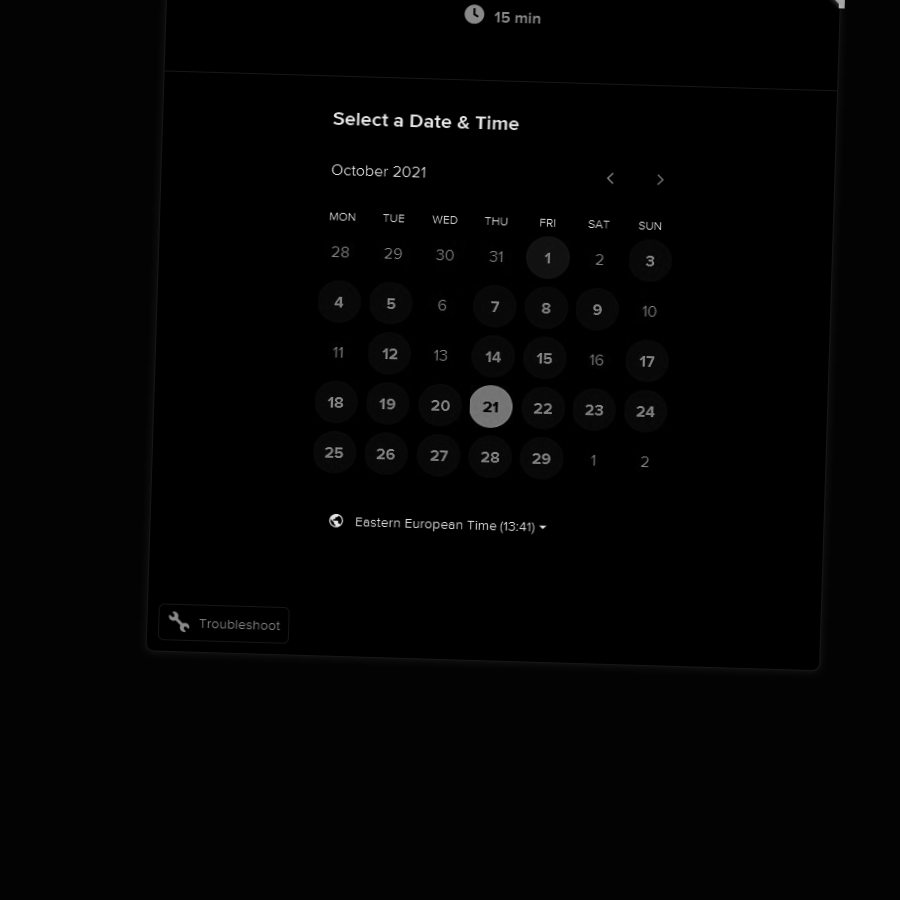 15 min
Select a Date & Time
October 2021
MON TUE WED THU FRI SAT SUN
28 29 30 31 1 2 3
4 5 6 7 8 9 10
11 12 13 14 15 16 17
18 19 20 21 22 23 24
25 26 27 28 29 1 2
Eastern European Time (13:41)
Troubleshoot